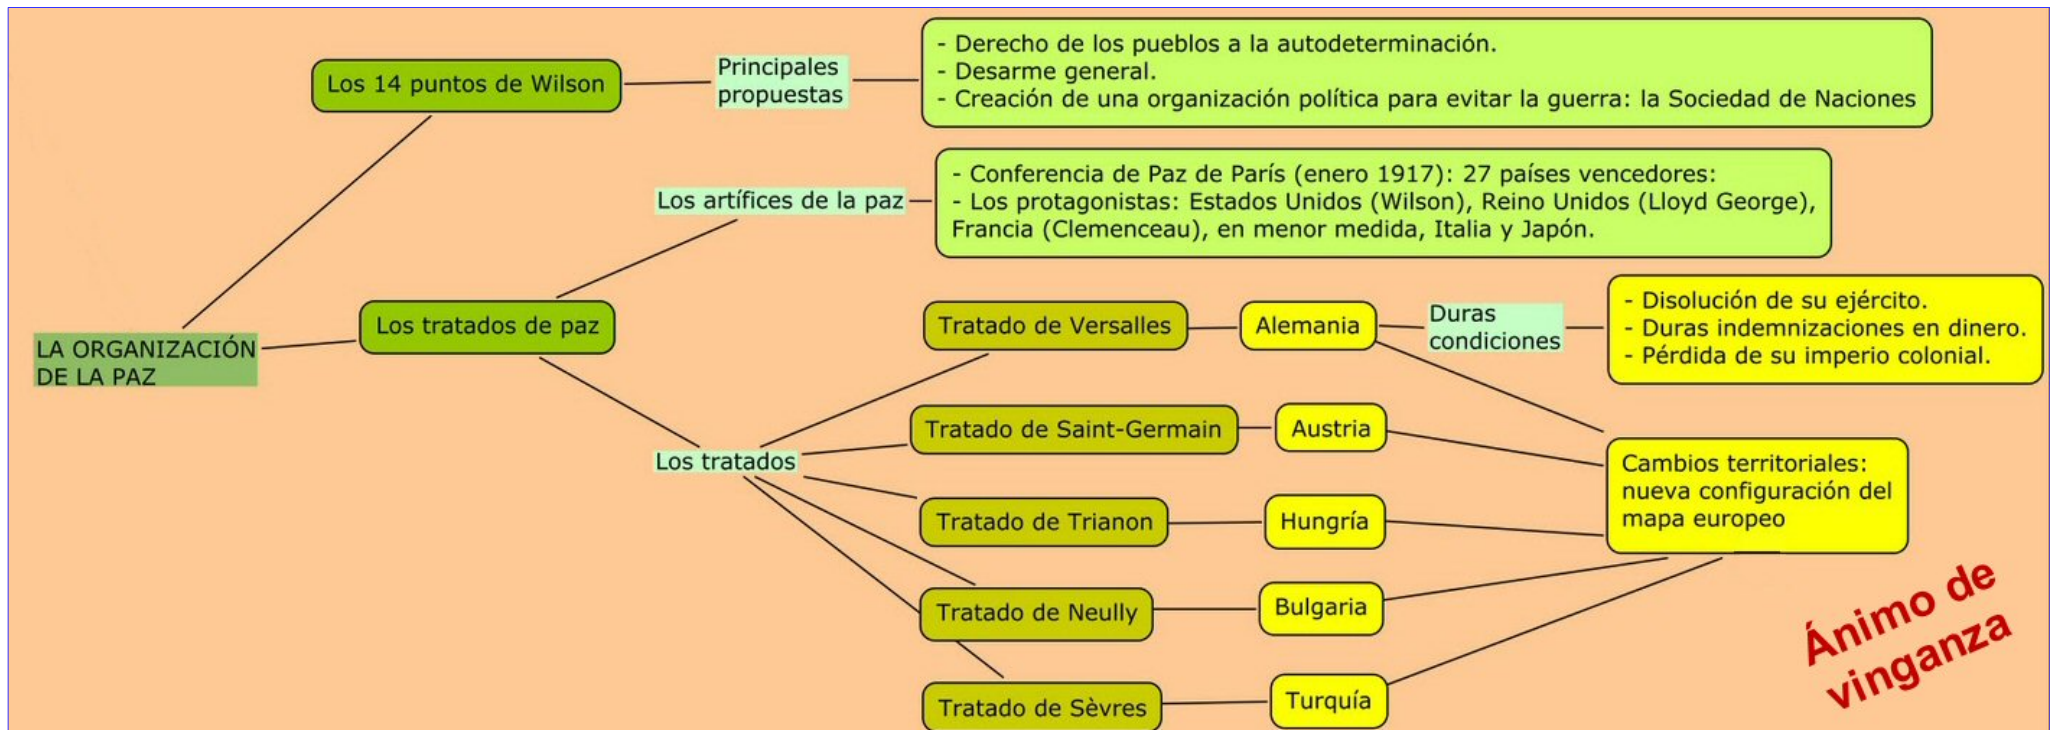 Los 14 puntos de Wilson
Principales
propuestas
- Derecho de los pueblos a la autodeterminación.
- Desarme general.
- Creación de una organización política para evitar la guerra: la Sociedad de Naciones
Los artífices de la paz
- Conferencia de Paz de París (enero 1917): 27 países vencedores:
- Los protagonistas: Estados Unidos (Wilson), Reino Unidos (Lloyd George),
Francia (Clemenceau), en menor medida, Italia y Japón.
LA ORGANIZACIÓN
DE LA PAZ
Los tratados de paz
Los tratados
Tratado de Versalles
Alemania
Duras
condiciones
- Disolución de su ejército.
- Duras indemnizaciones en dinero.
- Pérdida de su imperio colonial.
Tratado de Saint-Germain
Austria
Tratado de Trianon
Hungría
Tratado de Neully
Bulgaria
Tratado de Sèvres
Turquía
Cambios territoriales:
nueva configuración del
mapa europeo
Ánimo de
vinganza